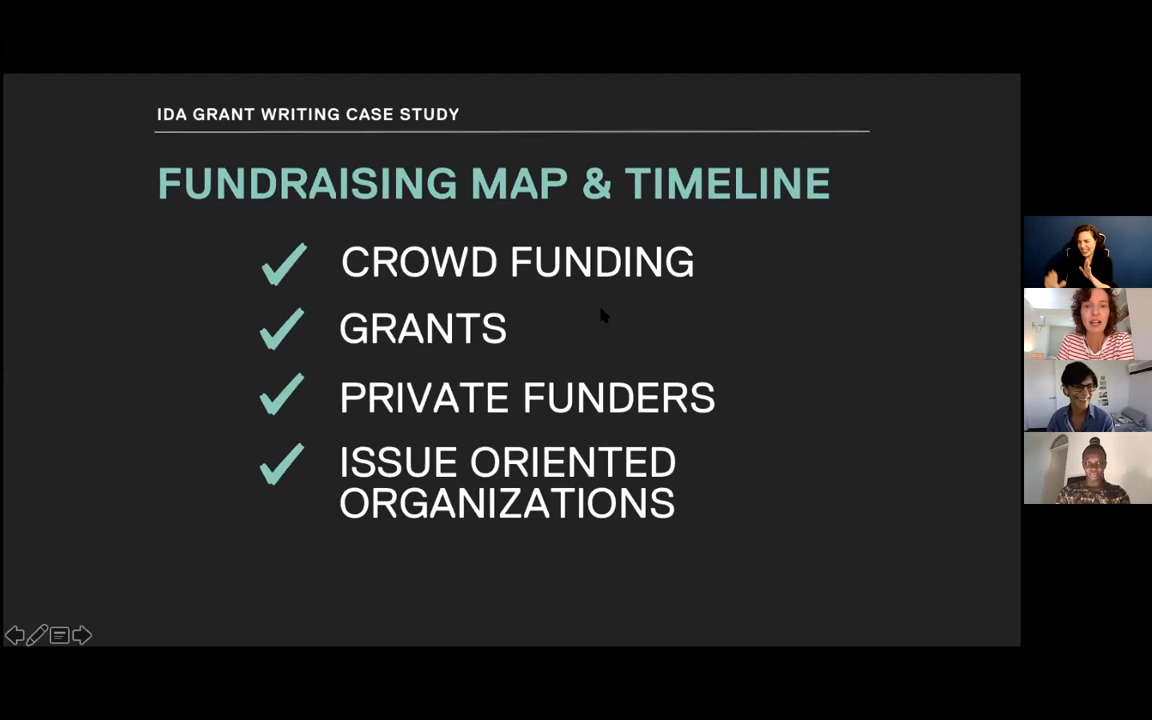 IDA GRANT WRITING CASE STUDY
FUNDRAISING MAP & TIMELINE
CROWD FUNDING
GRANTS
PRIVATE FUNDERS
ISSUE ORIENTED
ORGANIZATIONS